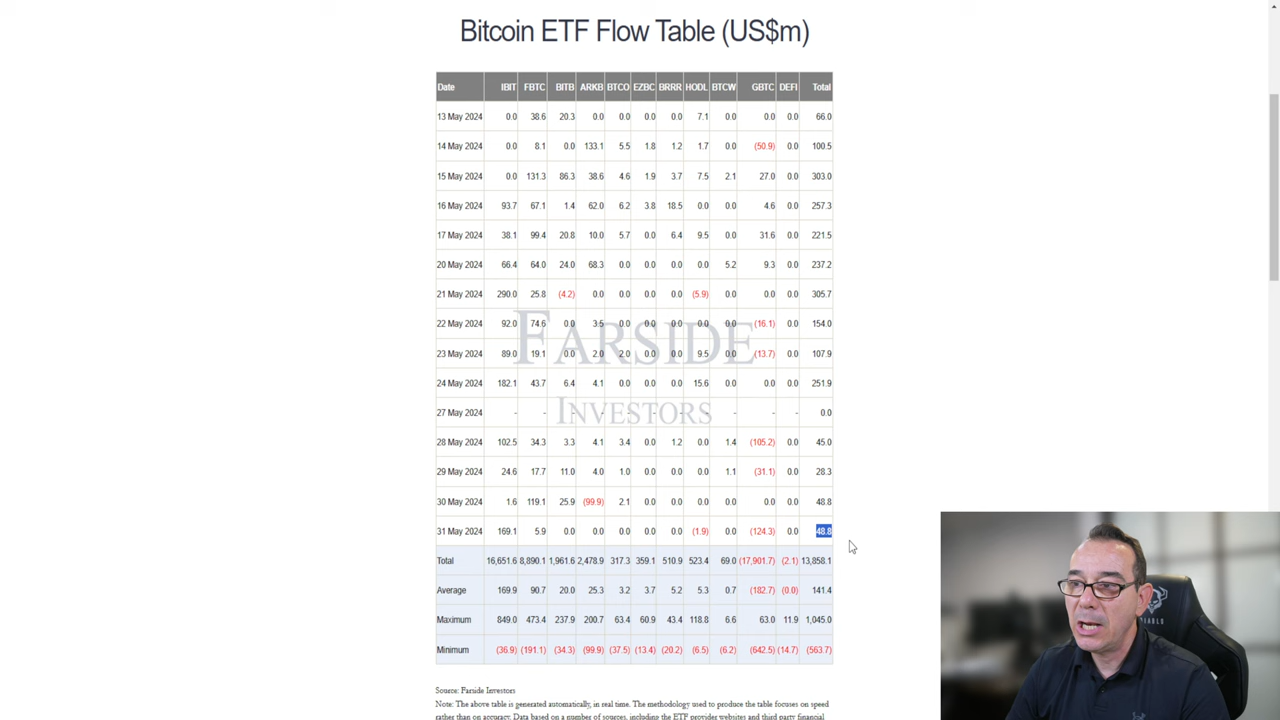 Bitcoin ETF Flow Table (US$m)
Date IBIT FBTC BITB ARKB BTCO EZBC BRRR HODL BTCW GBTC DEFI Total
13 May 2024 0.0 38.6 20.3 0.0 0.0 0.0 0.0 7.1 0.0 0.0 66.0
14 May 2024 0.0 8.1 0.0 133.1 5.5 1.8 1.2 1.7 0.0 (50.9) 0.0 100.5
15 May 2024 0.0 131.3 86.3 38.6 4.6 1.9 3.7 7.5 2.1 27.0 0.0 303.0
16 May 2024 93.7 67.1 1.4 62.0 6.2 3.8 18.5 0.0 0.0 4.6 0.0 257.3
17 May 2024 38.1 99.4 20.8 10.0 5.7 0.0 6.4 9.5 0.0 31.6 0.0 221.5
20 May 2024 66.4 64.0 24.0 68.3 0.0 0.0 0.0 0.0 5.2 9.3 0.0 237.2
21 May 2024 290.0 25.8 (4.2) 0.0 0.0 0.0 0.0 (5.9) 0.0 0.0 0.0 305.7
22 May 2024 92.0 74.6 0.0 3.5 0.0 0.0 0.0 0.0 0.0 (16.1) 0.0 154.0
FARSIDE
23 May 2024 89.0 19.1 0.0 2.0 2.0 0.0 0.0 9.5 0.0 (13.7) 0.0 107.9
24 May 2024 182.1 43.7 6.4 4.1 0.0 0.0 0.0 15.6 0.0 0.0 0.0 251.9
INVESTORS
27 May 2024 - - - - - - - - - - - 0.0
28 May 2024 102.5 34.3 3.3 4.1 3.4 0.0 1.2 0.0 1.4 (105.2) 0.0 45.0
29 May 2024 24.6 17.7 11.0 4.0 1.0 0.0 0.0 0.0 1.1 (31.1) 0.0 28.3
30 May 2024 1.6 119.1 25.9 (99.9) 2.1 0.0 0.0 0.0 0.0 0.0 0.0 48.8
31 May 2024 169.1 5.9 0.0 0.0 0.0 0.0 0.0 (1.9) 0.0 (124.3) 0.0 48.8
Total 16,651.6 8,890.1 1,961.6 2,478.9 317.3 359.1 510.9 523.4 69.0 (17,901.7) (2.1) 13,858.1
Average 169.9 90.7 20.0 25.3 3.2 3.7 5.2 5.3 0.7 (182.7) (0.0) 141.4
Maximum 849.0 473.4 237.9 200.7 63.4 60.9 43.4 118.8 6.6 63.0 11.9 1,045.0
Minimum (36.9) (191.1) (34.3) (99.9) (37.5) (13.4) (20.2) (6.5) (6.2) (642.5) (14.7) (563.7)
Source: Farside Investors
Note: The above table is generated automatically, in real time. The methodology used to produce the table focuses on speed
rather than on accuracy. Data based on a number of sources, including the ETF provider websites and third party financial